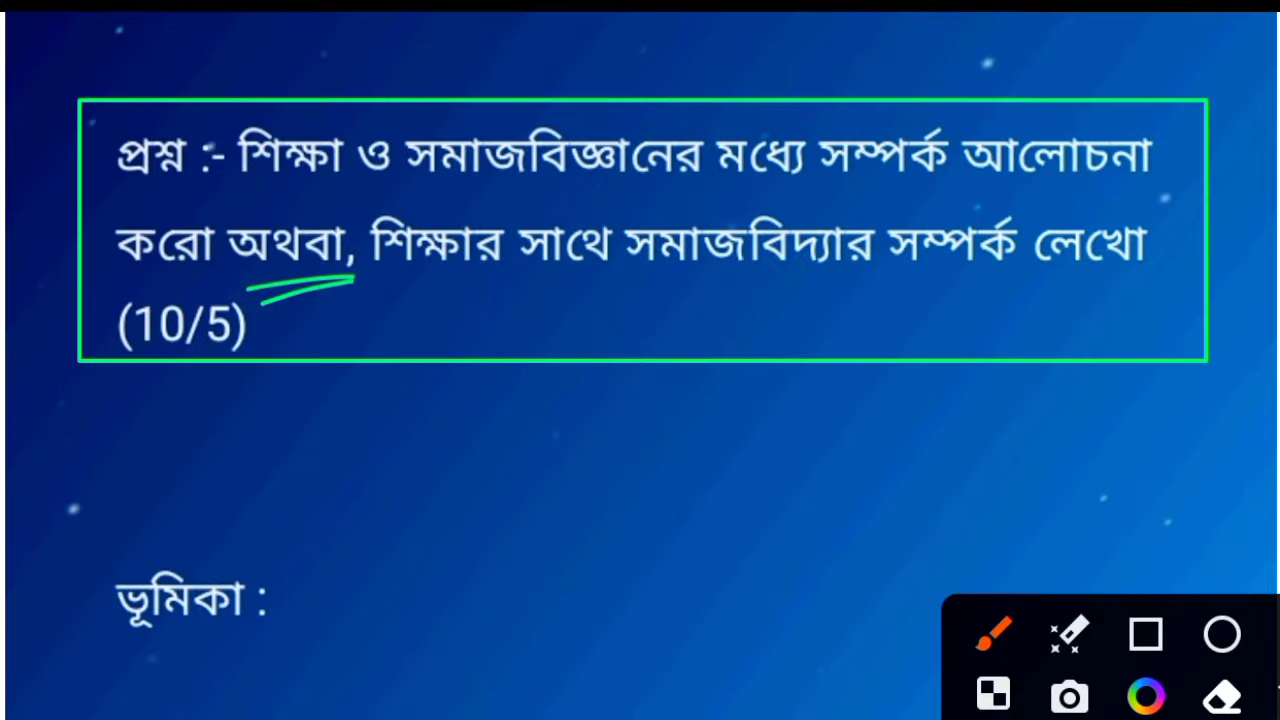 প্রশ্ন :- শিক্ষা ও সমাজবিজ্ঞানের মধ্যে সম্পর্ক আলোচনা
করো অথবা, শিক্ষার সাথে সমাজবিদ্যার সম্পর্ক লেখো
(10/5)
ভূমিকা :